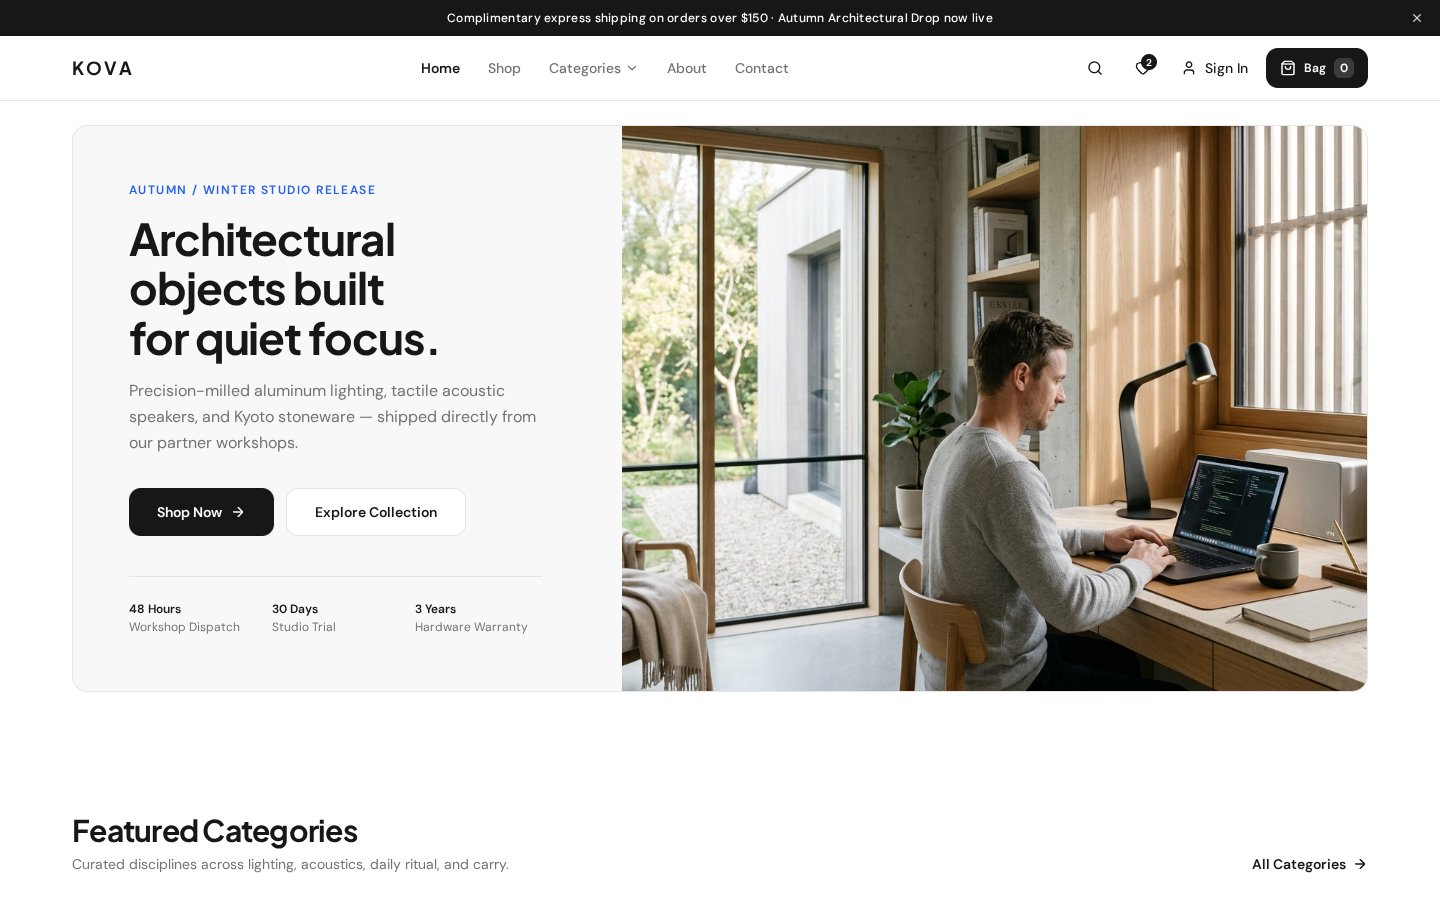 Complimentary express shipping on orders over $150 · Autumn Architectural Drop now live
KOVA
Home
Shop
Categories
About
Contact
2
Sign In
Bag
0
AUTUMN / WINTER STUDIO RELEASE
Architectural
objects built
for quiet focus.
Precision-milled aluminum lighting, tactile acoustic
speakers, and Kyoto stoneware — shipped directly from
our partner workshops.
Shop Now
Explore Collection
48 Hours
Workshop Dispatch
30 Days
Studio Trial
3 Years
Hardware Warranty
Featured Categories
Curated disciplines across lighting, acoustics, daily ritual, and carry.
All Categories